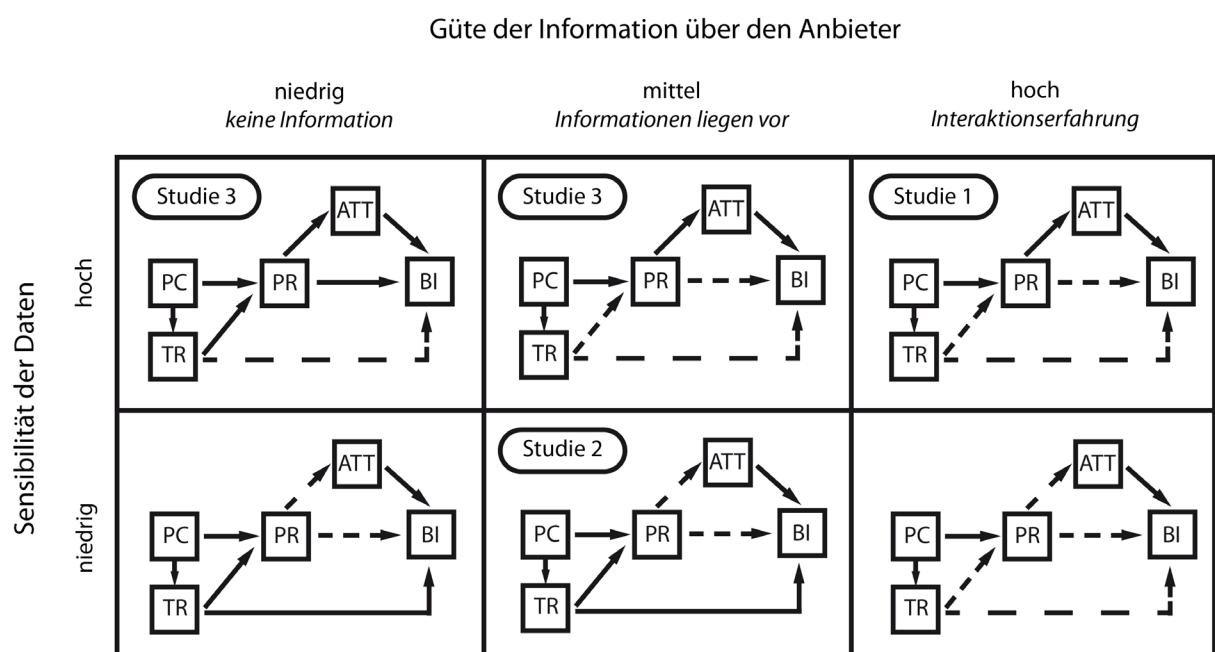 Güte der Information über den Anbieter
niedrig
keine Information
mittel
Informationen liegen vor
hoch
Interaktionserfahrung
Sensibilität der Daten
hoch
Studie 3
ATT
PC
PR
BI
TR
Studie 3
ATT
PC
PR
BI
TR
Studie 1
ATT
PC
PR
BI
TR
niedrig
ATT
PC
PR
BI
TR
Studie 2
ATT
PC
PR
BI
TR
ATT
PC
PR
BI
TR